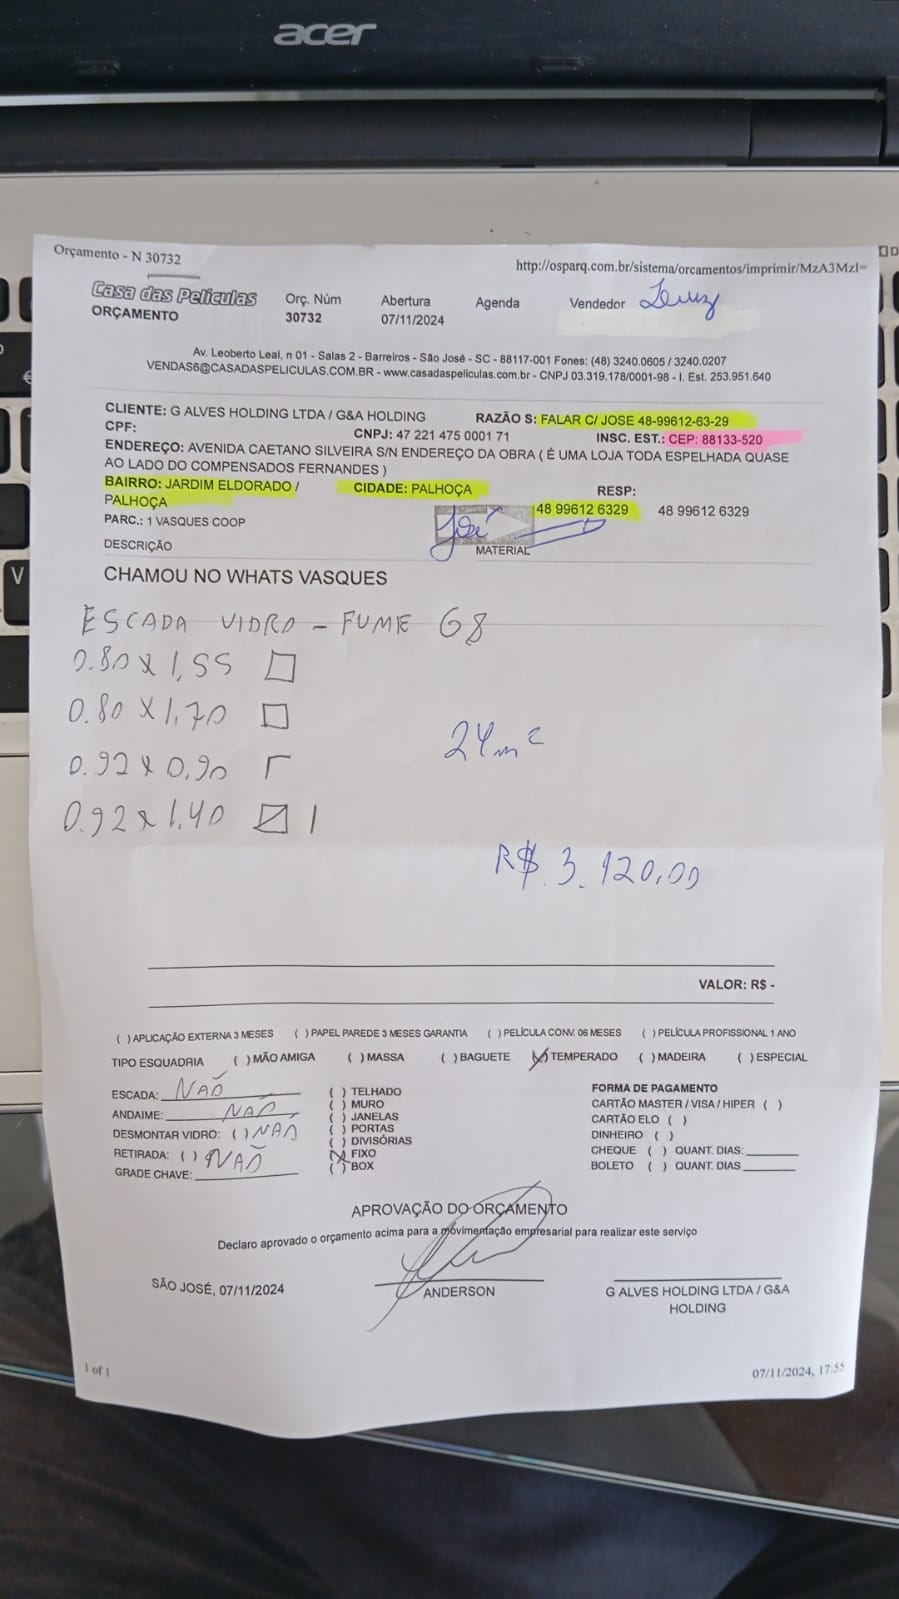 acer
Orçamento - N 30732
http://osparq.com.br/sistema/orcamentos/imprimir/MzA3MzI=
Casa das Películas
ORÇAMENTO
Orç. Núm
30732
Abertura
07/11/2024
Agenda
Vendedor
Av. Leoberto Leal, n 01 - Salas 2 - Barreiros - São José - SC - 88117-001 Fones: (48) 3240.0605 / 3240.0207
VENDAS6@CASADASPELICULAS.COM.BR - www.casadaspeliculas.com.br - CNPJ 03.319.178/0001-98 - I. Est. 253.951.640
CLIENTE: G ALVES HOLDING LTDA / G&A HOLDING
RAZÃO S: FALAR C/ JOSE 48-99612-63-29
CPF:
CNPJ: 47 221 475 0001 71
INSC. EST.: CEP: 88133-520
ENDEREÇO: AVENIDA CAETANO SILVEIRA S/N ENDEREÇO DA OBRA ( É UMA LOJA TODA ESPELHADA QUASE
AO LADO DO COMPENSADOS FERNANDES )
BAIRRO: JARDIM ELDORADO /
PALHOÇA
CIDADE: PALHOÇA
RESP:
48 99612 6329
48 99612 6329
PARC.: 1 VASQUES COOP
José
DESCRIÇÃO
MATERIAL
CHAMOU NO WHATS VASQUES
ESCADA VIDRO - FUME G8
0.80 x 1,55
0.80 x 1,70
0.92 x 0,90
0.92 x 1.40
24m²
R$. 3.120,00
VALOR: R$ -
( ) APLICAÇÃO EXTERNA 3 MESES ( ) PAPEL PAREDE 3 MESES GARANTIA ( ) PELÍCULA CONV. 06 MESES ( ) PELÍCULA PROFISSIONAL 1 ANO
TIPO ESQUADRIA ( ) MÃO AMIGA ( ) MASSA ( ) BAGUETE (✓) TEMPERADO ( ) MADEIRA ( ) ESPECIAL
ESCADA: NAÕ
ANDAIME: NAO
DESMONTAR VIDRO: ( ) NAO
RETIRADA: ( ) NÃO
GRADE CHAVE:
( ) TELHADO
( ) MURO
( ) JANELAS
( ) PORTAS
( ) DIVISÓRIAS
(X) FIXO
( ) BOX
FORMA DE PAGAMENTO
CARTÃO MASTER / VISA / HIPER ( )
CARTÃO ELO ( )
DINHEIRO ( )
CHEQUE ( ) QUANT. DIAS:
BOLETO ( ) QUANT. DIAS
APROVAÇÃO DO ORÇAMENTO
Declaro aprovado o orçamento acima para a movimentação empresarial para realizar este serviço
SÃO JOSÉ, 07/11/2024
ANDERSON
G ALVES HOLDING LTDA / G&A
HOLDING
1 of 1
07/11/2024, 17:55